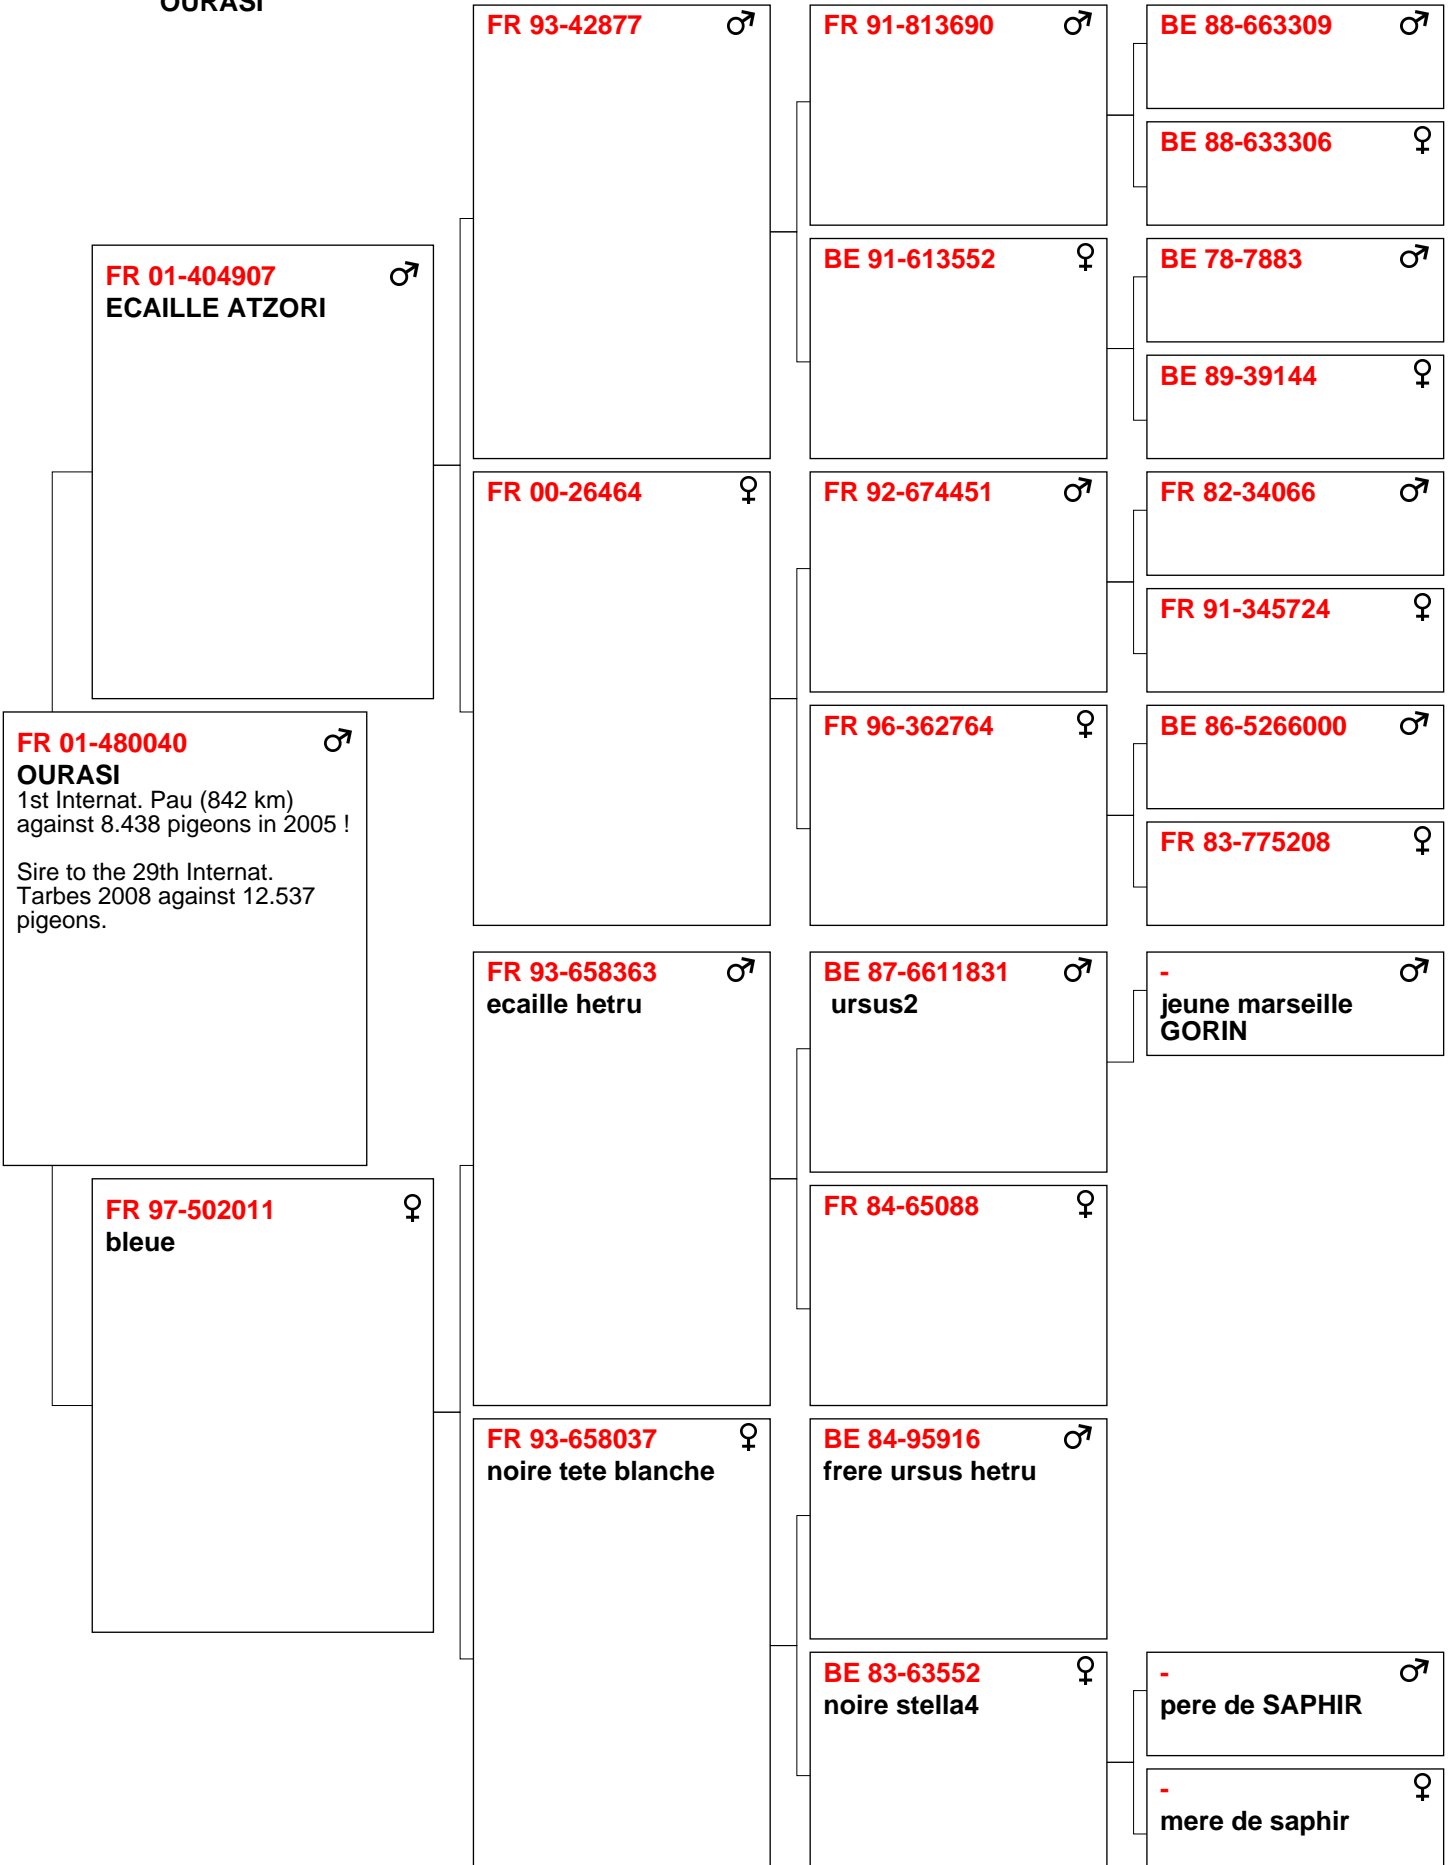 OURASI
FR 01-480040 ♂
OURASI
1st Internat. Pau (842 km)
against 8.438 pigeons in 2005 !
Sire to the 29th Internat.
Tarbes 2008 against 12.537
pigeons.
FR 01-404907 ♂
ECAILLE ATZORI
FR 97-502011 ♀
bleue
FR 93-42877 ♂
FR 00-26464 ♀
FR 93-658363 ♂
ecaille hetru
FR 93-658037 ♀
noire tete blanche
FR 91-813690 ♂
BE 91-613552 ♀
FR 92-674451 ♂
FR 96-362764 ♀
BE 87-6611831 ♂
ursus2
FR 84-65088 ♀
BE 84-95916 ♂
frere ursus hetru
BE 83-63552 ♀
noire stella4
BE 88-663309 ♂
BE 88-633306 ♀
BE 78-7883 ♂
BE 89-39144 ♀
FR 82-34066 ♂
FR 91-345724 ♀
BE 86-5266000 ♂
FR 83-775208 ♀
- ♂
jeune marseille
GORIN
- ♂
pere de SAPHIR
- ♀
mere de saphir